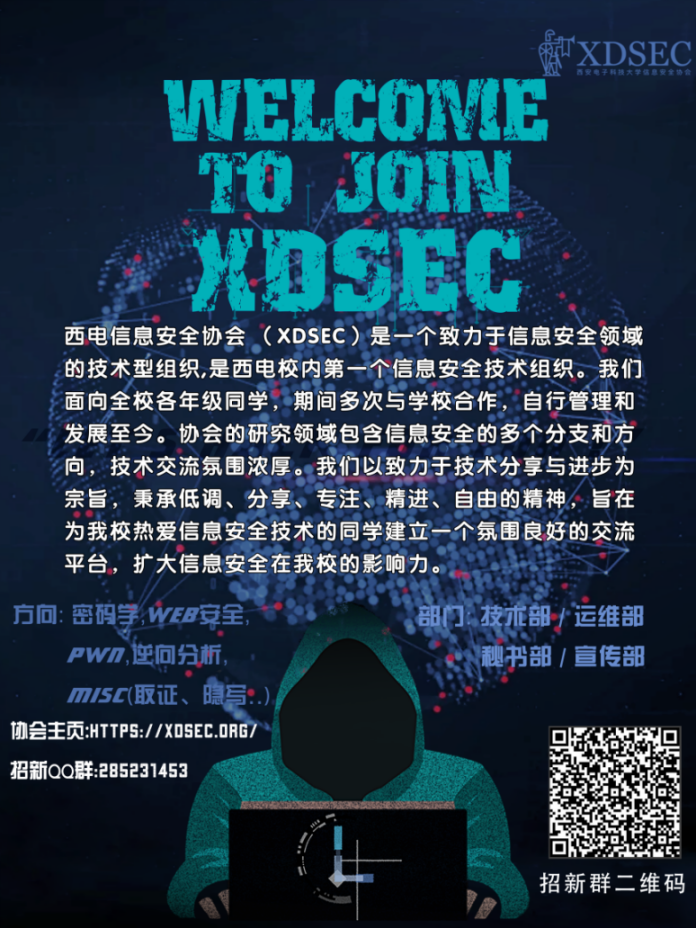 XDSEC
西安电子科技大学信息安全协会
WELCOME
TO JOIN
XDSEC
西电信息安全协会 （XDSEC）是一个致力于信息安全领域
的技术型组织,是西电校内第一个信息安全技术组织。我们
面向全校各年级同学，期间多次与学校合作，自行管理和
发展至今。协会的研究领域包含信息安全的多个分支和方
向，技术交流氛围浓厚。我们以致力于技术分享与进步为
宗旨，秉承低调、分享、专注、精进、自由的精神，旨在
为我校热爱信息安全技术的同学建立一个氛围良好的交流
平台，扩大信息安全在我校的影响力。
方向: 密码学,WEB安全,
PWN,逆向分析,
MISC(取证、隐写..)
部门: 技术部 / 运维部
秘书部 / 宣传部
协会主页:HTTPS://XDSEC.ORG/
招新QQ群:285231453
招新群二维码